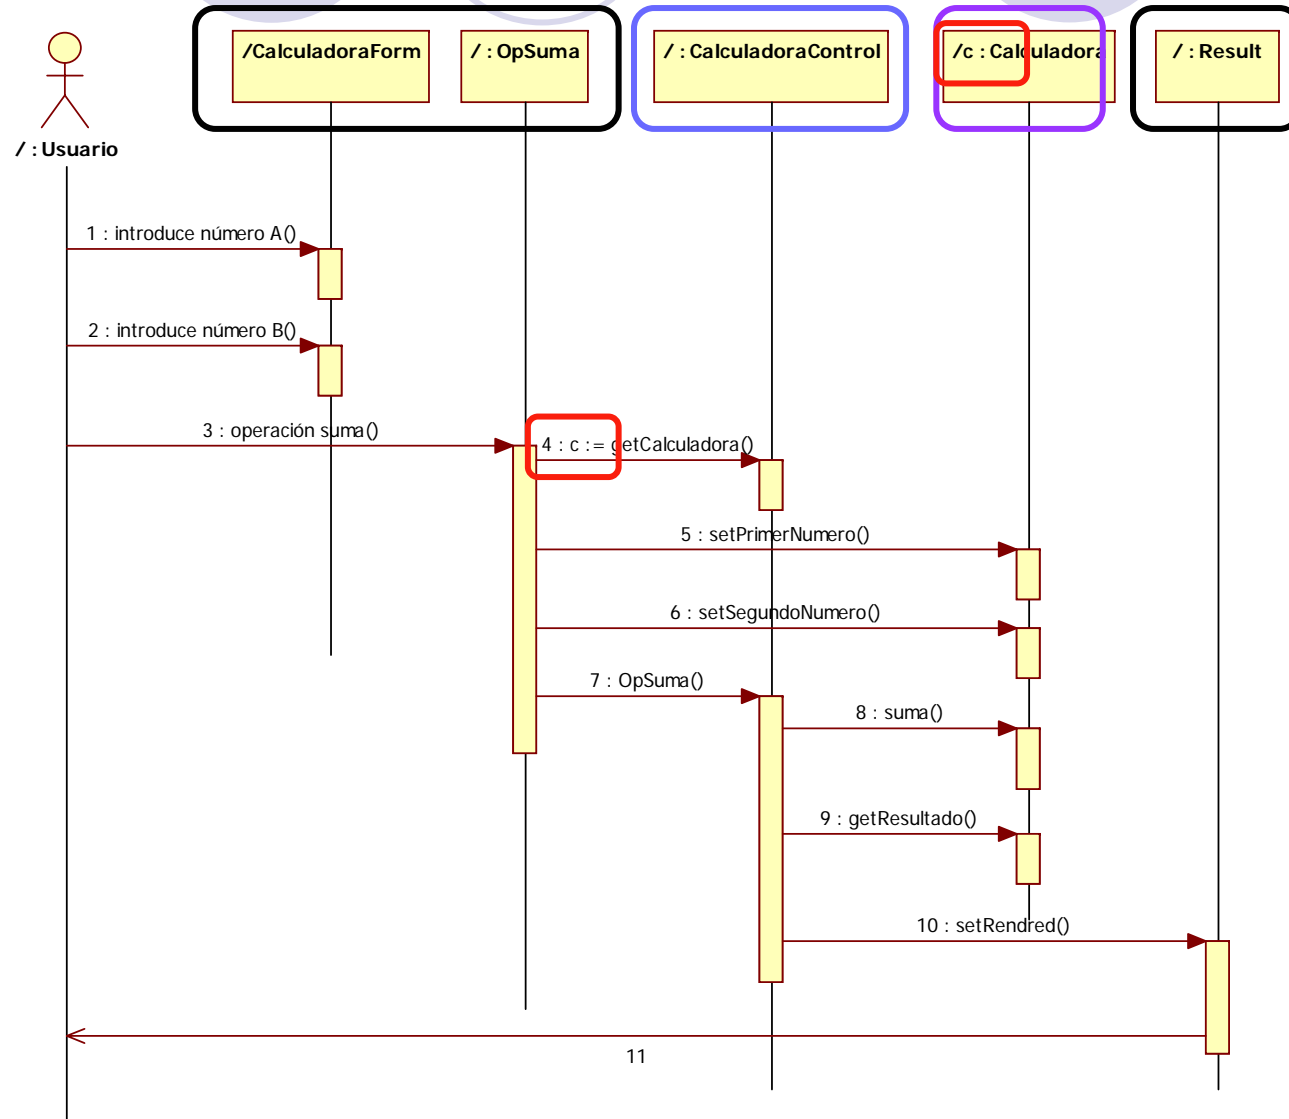 /CalculadoraForm
/ : OpSuma
/ : CalculadoraControl
/c : Calculadora
/ : Result
/ : Usuario
1 : introduce número A()
2 : introduce número B()
3 : operación suma()
4 : c := getCalculadora()
5 : setPrimerNumero()
6 : setSegundoNumero()
7 : OpSuma()
8 : suma()
9 : getResultado()
10 : setRendred()
11